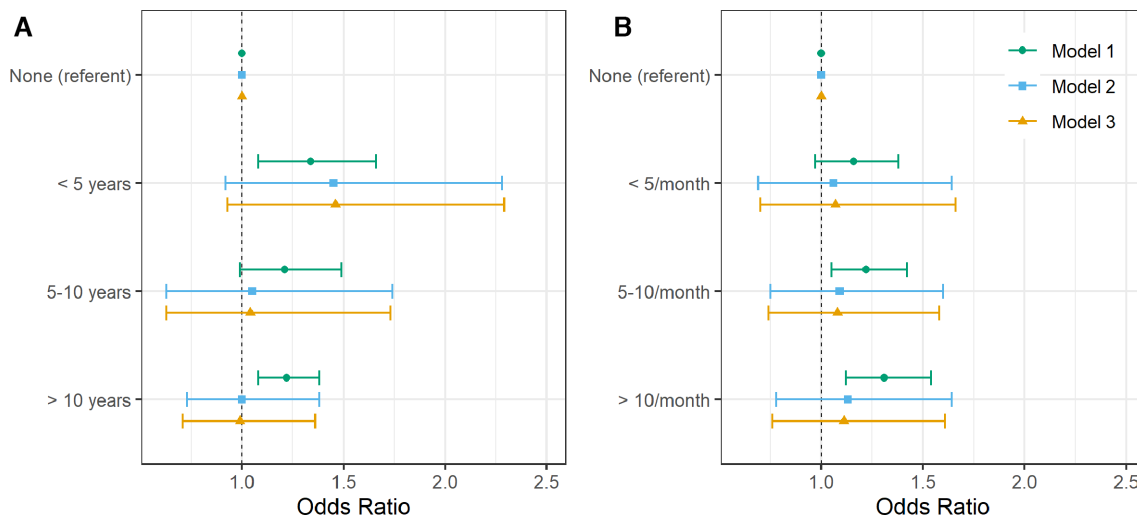 A
None (referent)
< 5 years
5-10 years
> 10 years
1.0 1.5 2.0 2.5
Odds Ratio
B
None (referent)
< 5/month
5-10/month
> 10/month
1.0 1.5 2.0 2.5
Odds Ratio
Model 1
Model 2
Model 3